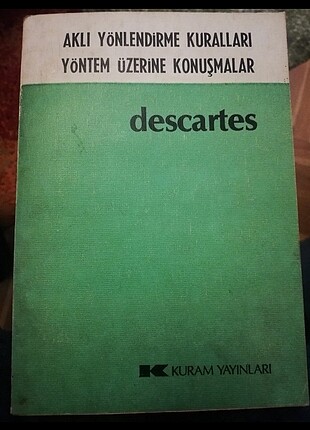 AKLI YÖNLENDİRME KURALLARI
YÖNTEM ÜZERİNE KONUŞMALAR
descartes
KURAM YAYINLARI